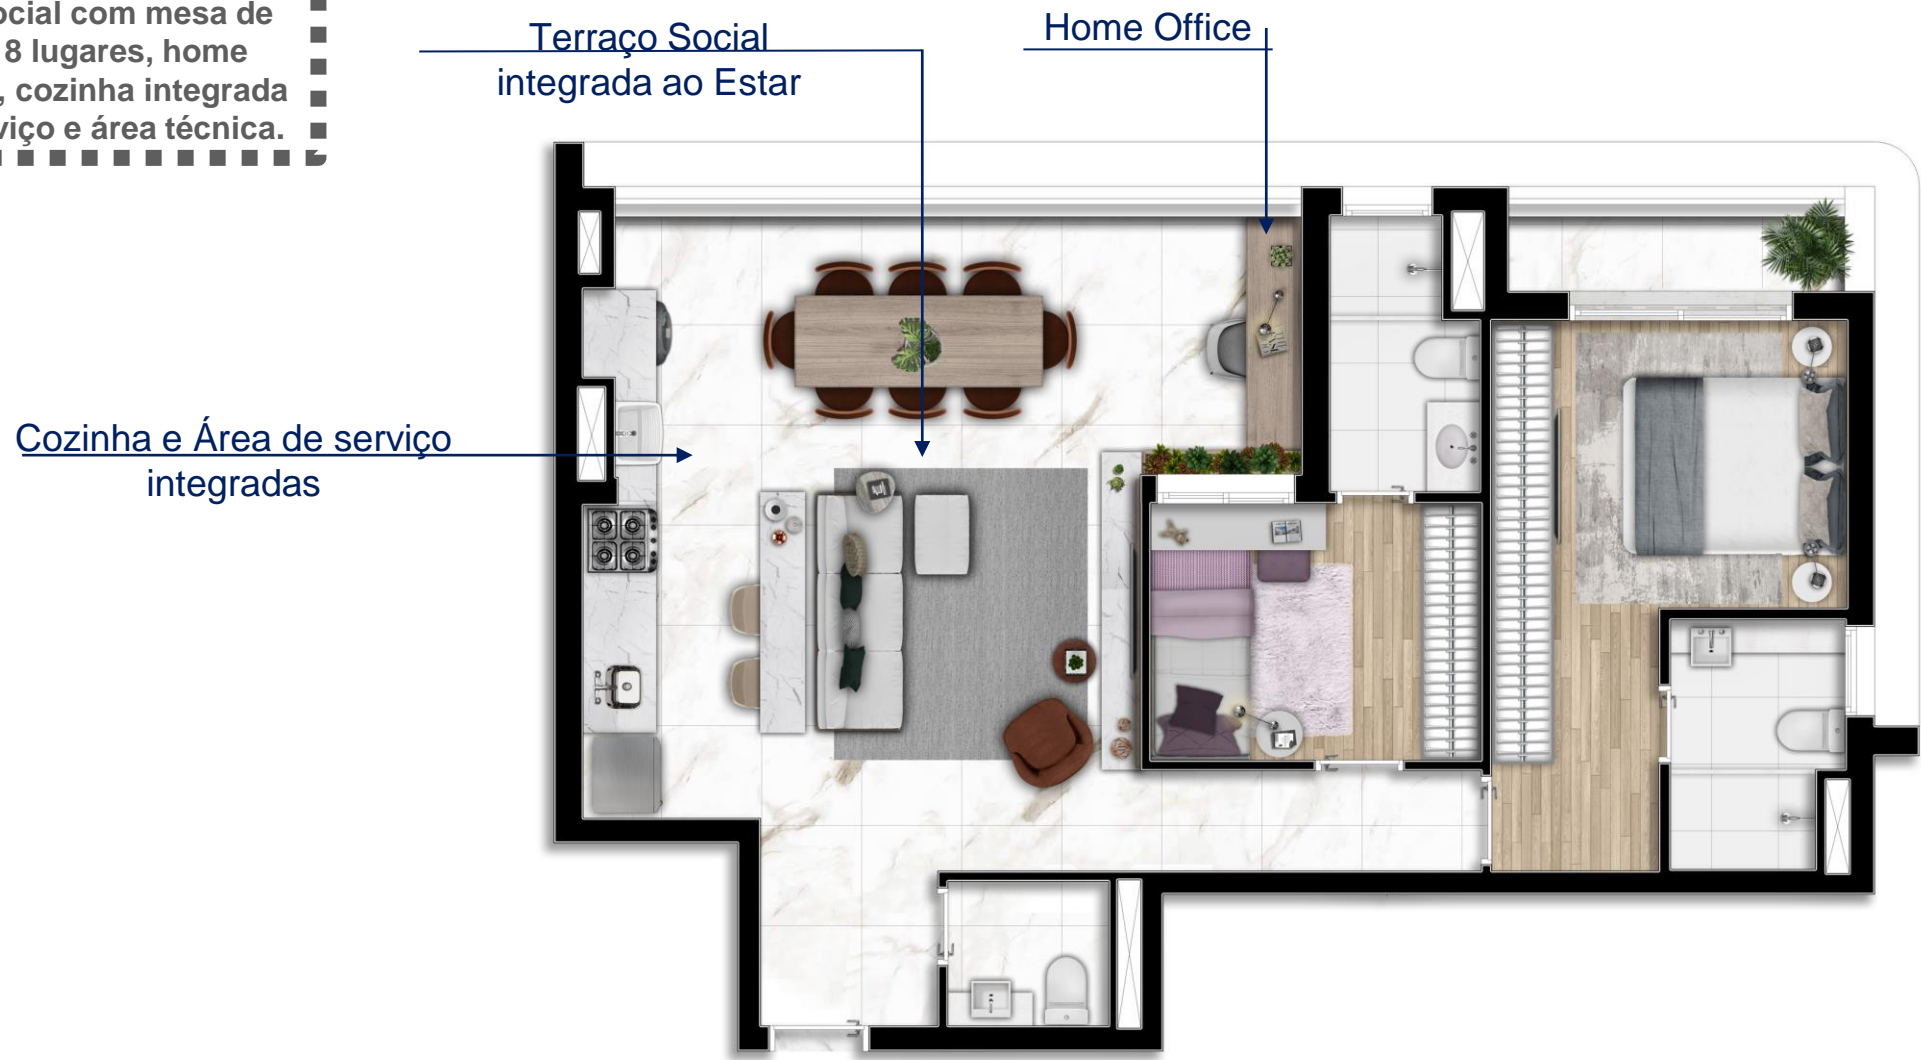 ocial com mesa de
8 lugares, home
, cozinha integrada
viço e área técnica.
Terraço Social
integrada ao Estar
Home Office
Cozinha e Área de serviço
integradas